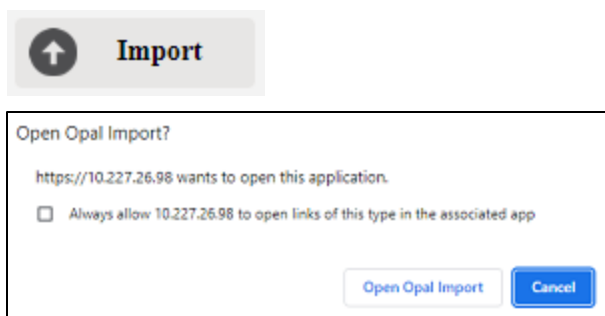 Import
Open Opal Import?
https://10.227.26.98 wants to open this application.
Always allow 10.227.26.98 to open links of this type in the associated app
Open Opal Import
Cancel